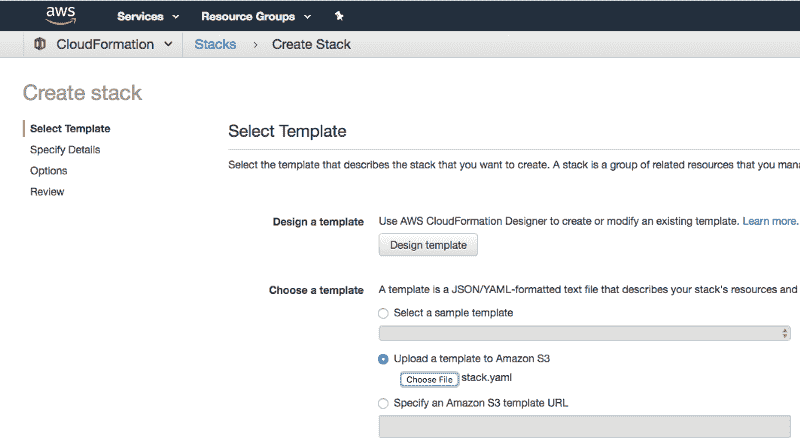 aws Services Resource Groups
CloudFormation Stacks > Create Stack
Create stack
Select Template
Specify Details
Options
Review
Select Template
Select the template that describes the stack that you want to create. A stack is a group of related resources that you mana
Design a template
Use AWS CloudFormation Designer to create or modify an existing template. Learn more.
Design template
Choose a template
A template is a JSON/YAML-formatted text file that describes your stack's resources and
Select a sample template
Upload a template to Amazon S3
Choose File stack.yaml
Specify an Amazon S3 template URL